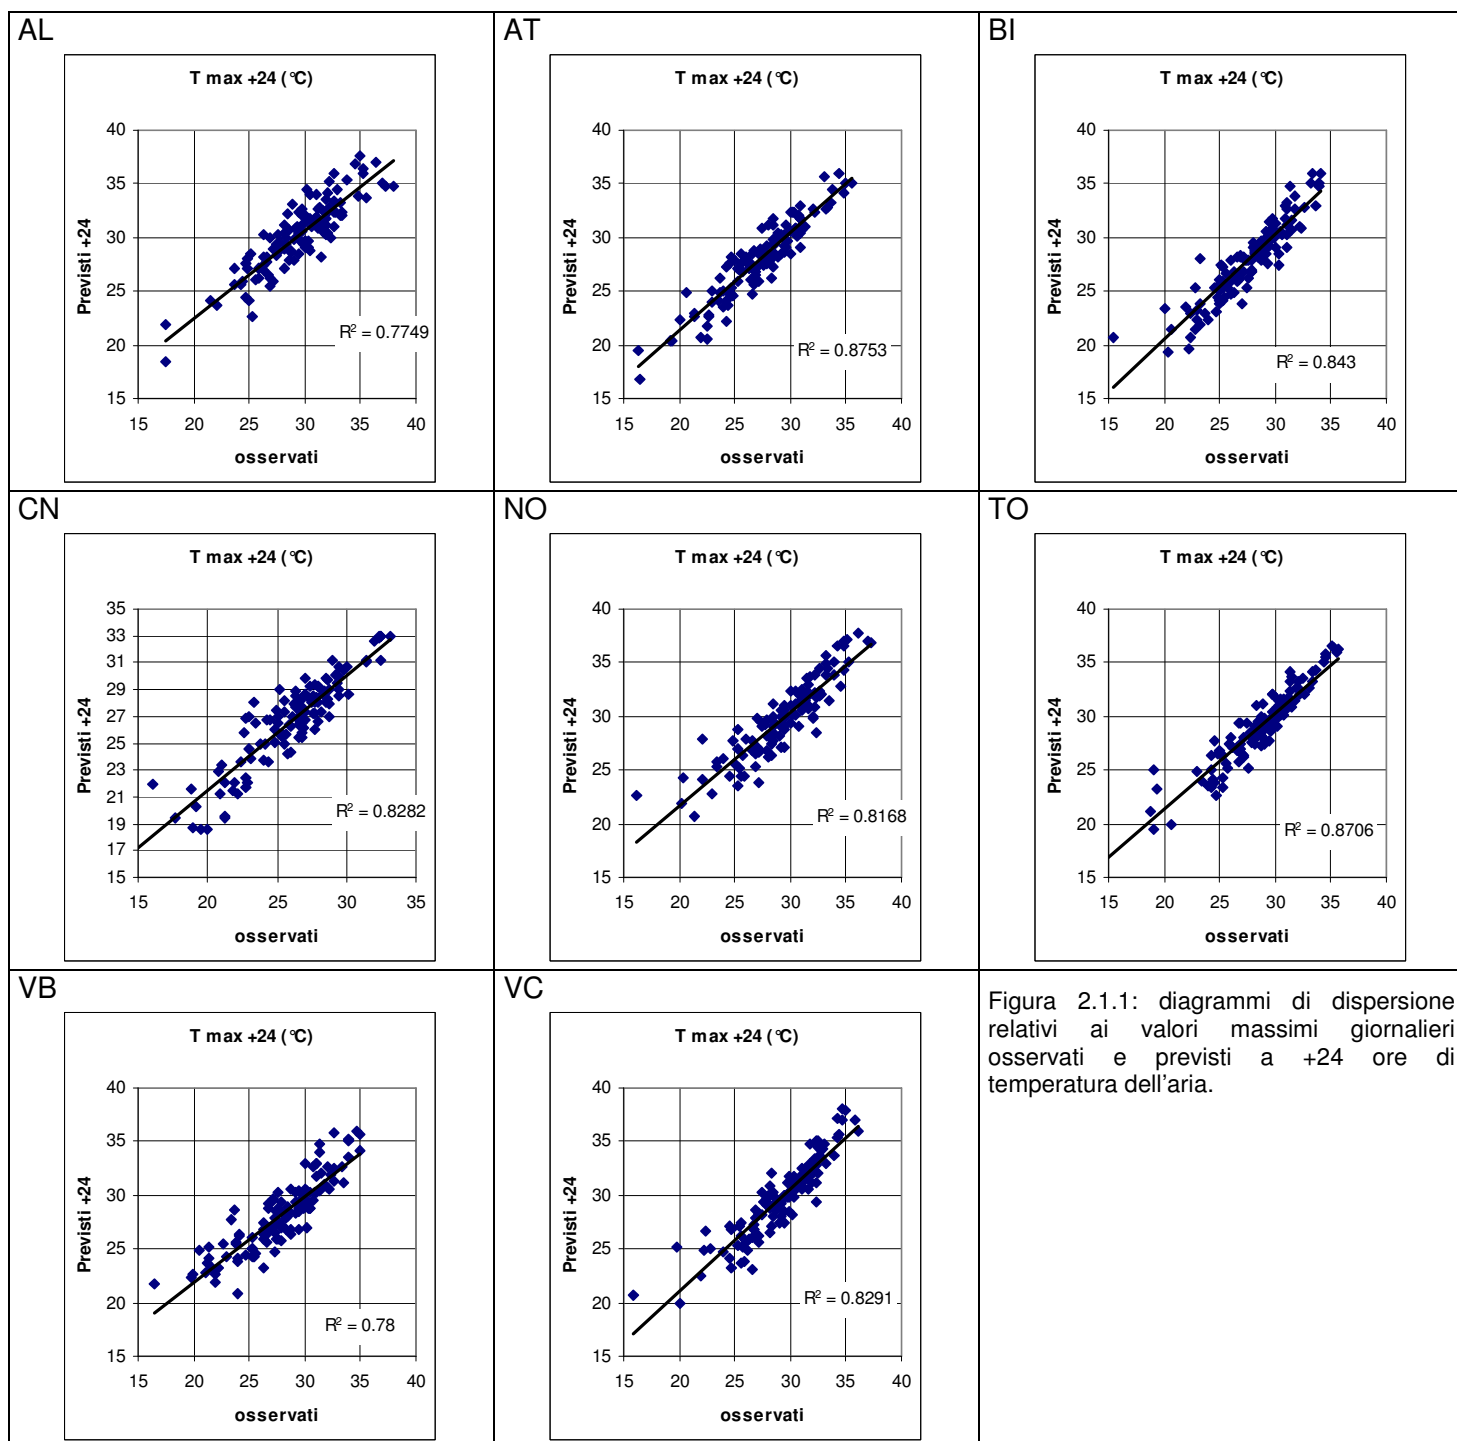 AL
T max +24 (°C)
40
35
30
25
20
15
Previsti +24
R² = 0.7749
15 20 25 30 35 40
osservati
AT
T max +24 (°C)
40
35
30
25
20
15
Previsti +24
R² = 0.8753
15 20 25 30 35 40
osservati
BI
T max +24 (°C)
40
35
30
25
20
15
Previsti +24
R² = 0.843
15 20 25 30 35 40
osservati
CN
T max +24 (°C)
35
33
31
29
27
25
23
21
19
17
15
Previsti +24
R² = 0.8282
15 20 25 30 35
osservati
NO
T max +24 (°C)
40
35
30
25
20
15
Previsti +24
R² = 0.8168
15 20 25 30 35 40
osservati
TO
T max +24 (°C)
40
35
30
25
20
15
Previsti +24
R² = 0.8706
15 20 25 30 35 40
osservati
VB
T max +24 (°C)
40
35
30
25
20
15
Previsti +24
R² = 0.78
15 20 25 30 35 40
osservati
VC
T max +24 (°C)
40
35
30
25
20
15
Previsti +24
R² = 0.8291
15 20 25 30 35 40
osservati
Figura 2.1.1: diagrammi di dispersione
relativi ai valori massimi giornalieri
osservati e previsti a +24 ore di
temperatura dell'aria.